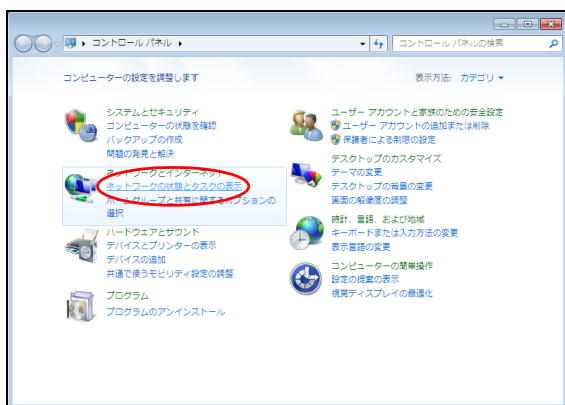 コントロール パネル
コントロール パネルの検索
コンピューターの設定を調整します
表示方法: カテゴリ
システムとセキュリティ
コンピューターの状態を確認
バックアップの作成
問題の発見と解決
ネットワークとインターネット
ネットワークの状態とタスクの表示
ホームグループと共有に関するオプションの
選択
ハードウェアとサウンド
デバイスとプリンターの表示
デバイスの追加
共通で使うモビリティ設定の調整
プログラム
プログラムのアンインストール
ユーザー アカウントと家族のための安全設定
ユーザー アカウントの追加または削除
保護者による制限の設定
デスクトップのカスタマイズ
テーマの変更
デスクトップの背景の変更
画面の解像度の調整
時計、言語、および地域
キーボードまたは入力方法の変更
表示言語の変更
コンピューターの簡単操作
設定の提案の表示
視覚ディスプレイの最適化